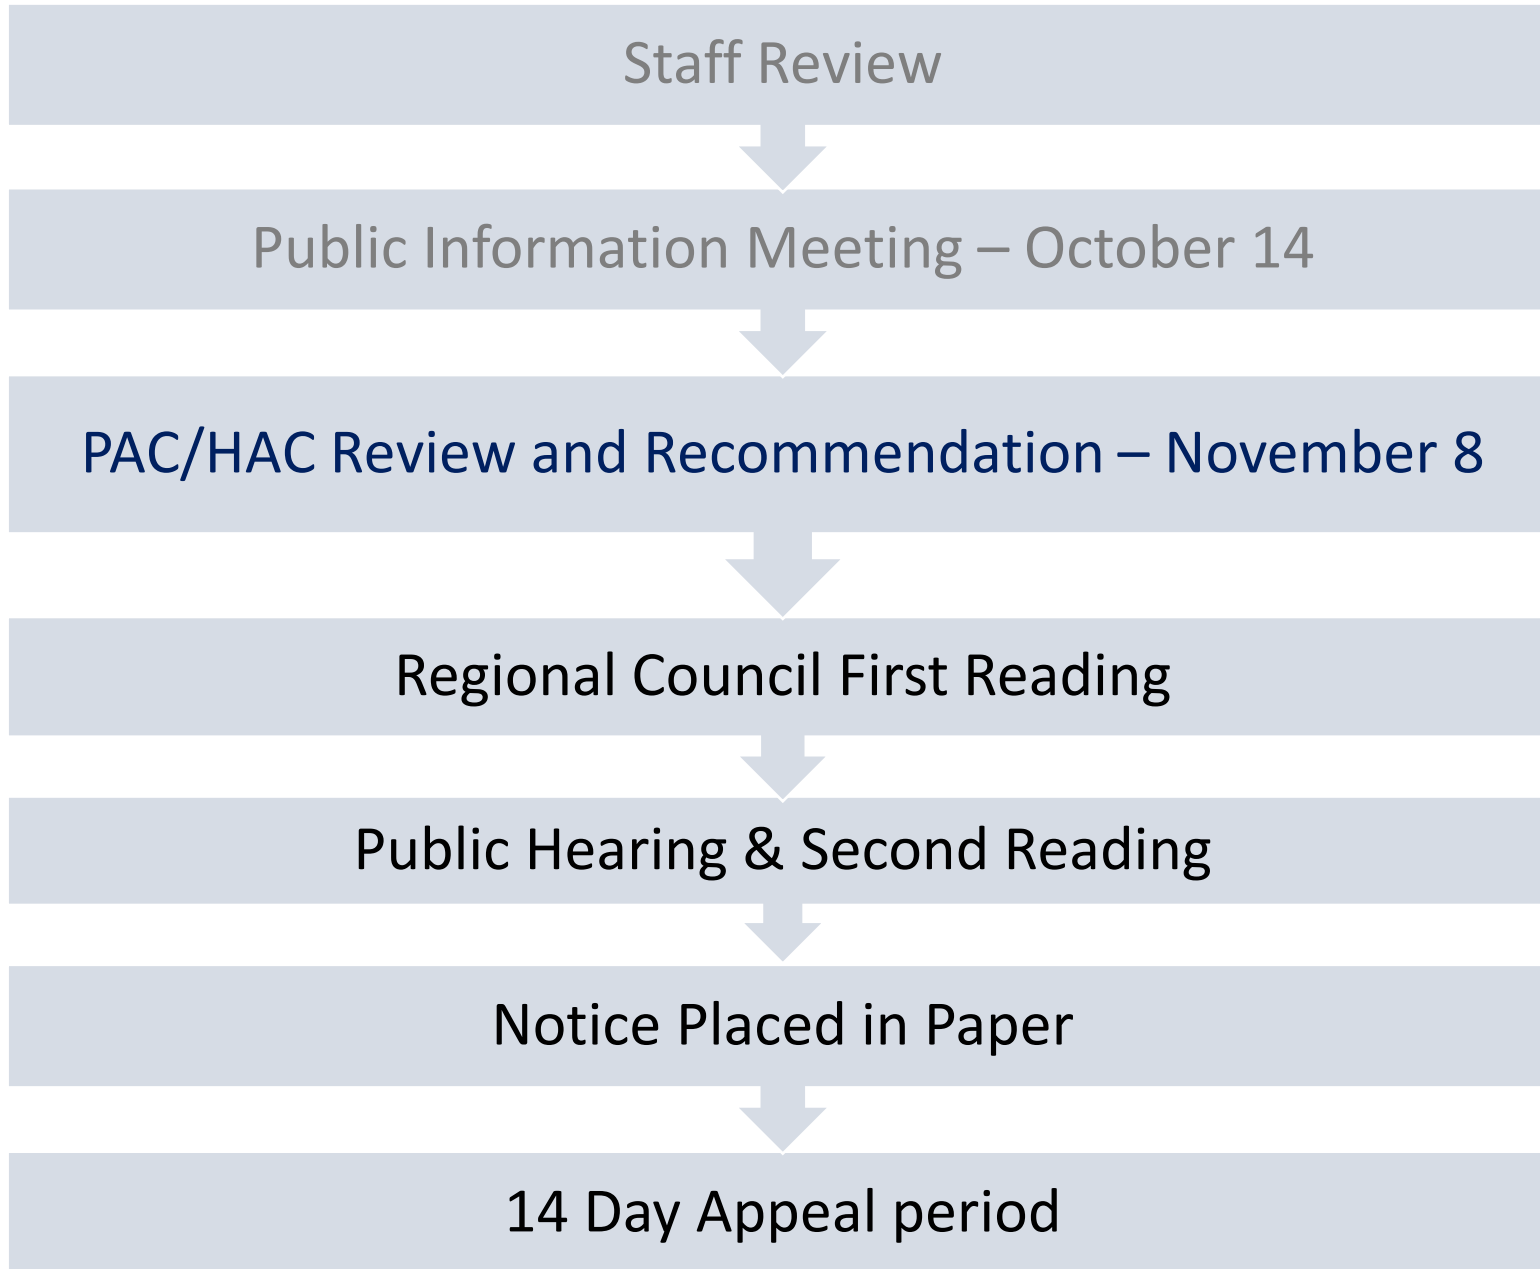 Staff Review
Public Information Meeting – October 14
PAC/HAC Review and Recommendation – November 8
Regional Council First Reading
Public Hearing & Second Reading
Notice Placed in Paper
14 Day Appeal period